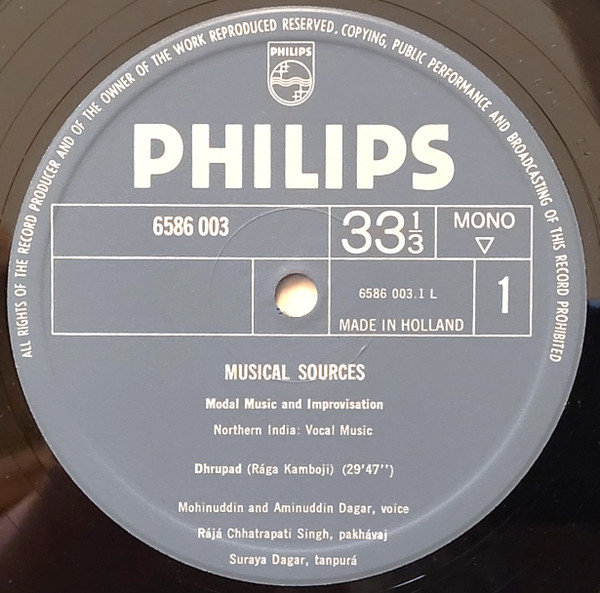 ALL RIGHTS OF THE RECORD PRODUCER AND OF THE OWNER OF THE WORK REPRODUCED RESERVED. COPYING, PUBLIC PERFORMANCE AND BROADCASTING OF THIS RECORD PROHIBITED
PHILIPS
PHILIPS
6586 003
33 1/3
MONO
▽
6586 003.1 L
1
MADE IN HOLLAND
MUSICAL SOURCES
Modal Music and Improvisation
Northern India: Vocal Music
Dhrupad (Rága Kamboji) (29'47'')
Mohinuddin and Aminuddin Dagar, voice
Rájá Chhatrapati Singh, pakhávaj
Suraya Dagar, tanpurá